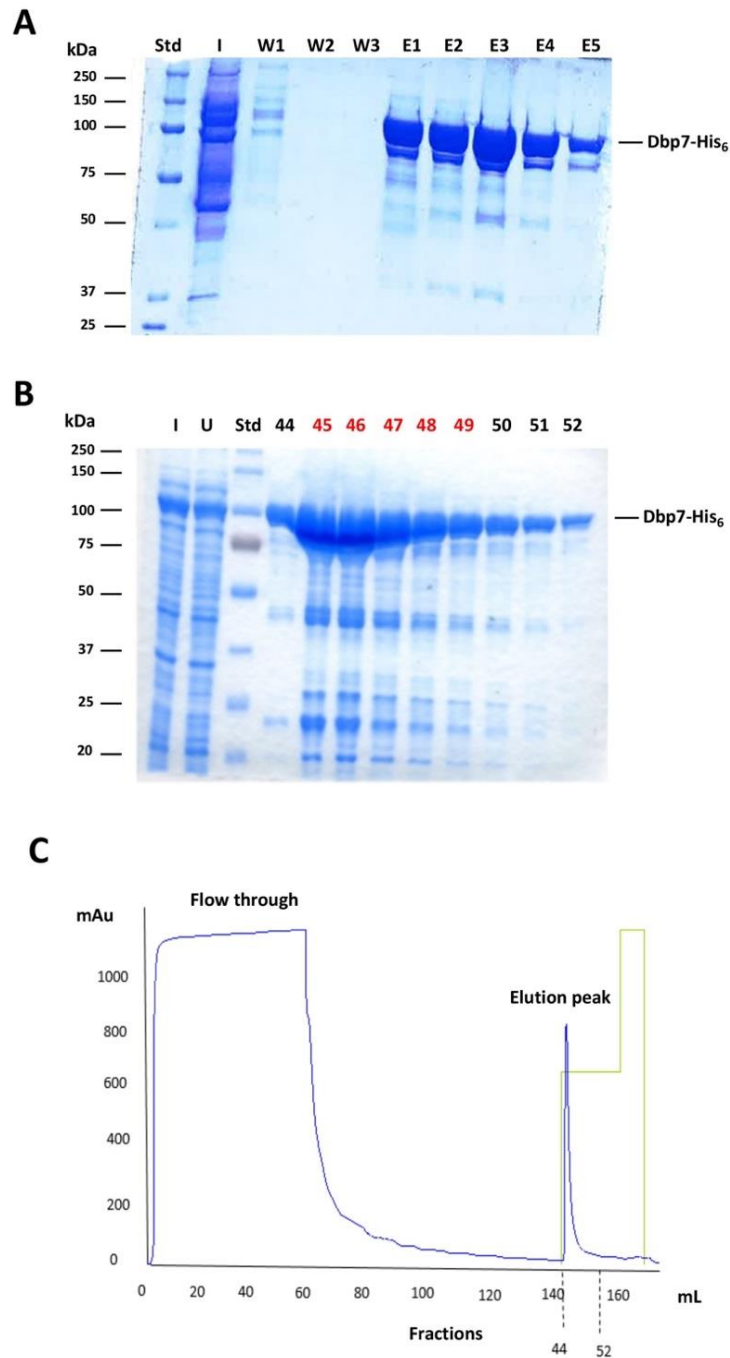 A
kDa Std I W1 W2 W3 E1 E2 E3 E4 E5
250
150
100
Dbp7-His6
75
50
37
25
B
kDa I U Std 44 45 46 47 48 49 50 51 52
250
150
100
Dbp7-His6
75
50
37
25
20
C
Flow through
mAu
1000
Elution peak
800
600
400
200
0
0 20 40 60 80 100 120 140 160 mL
Fractions
44 52